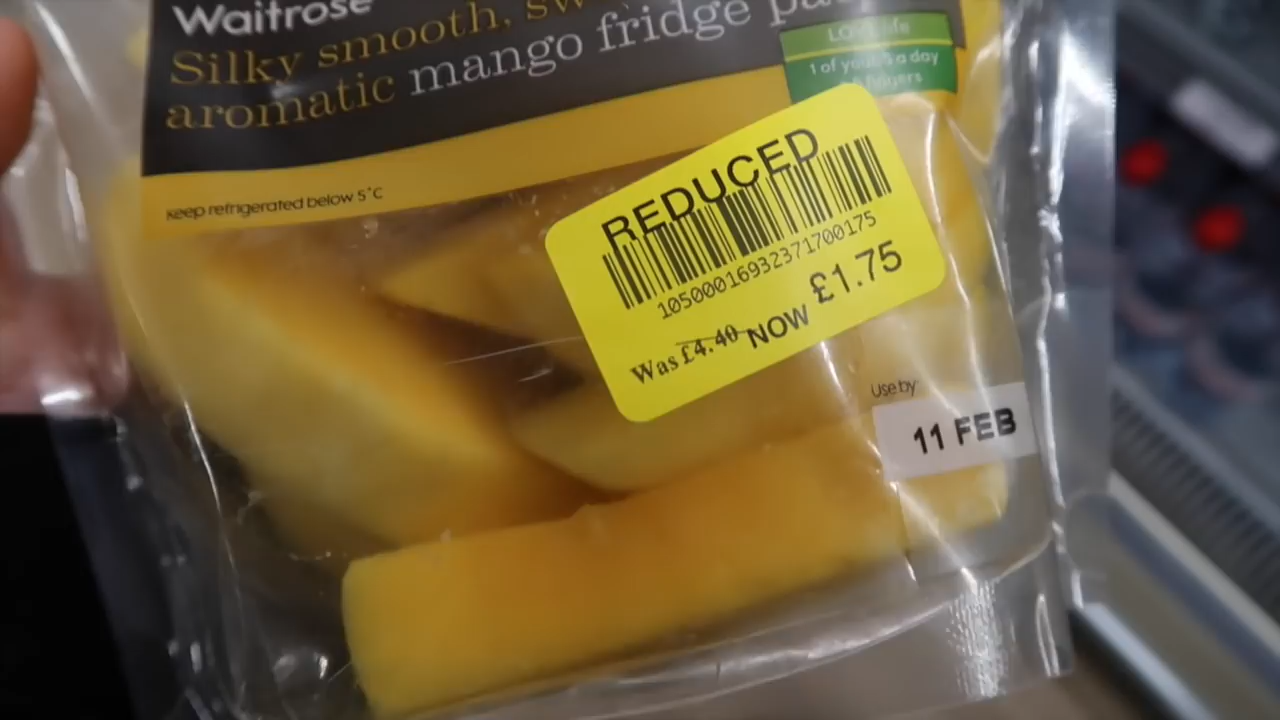 Waitrose
Silky smooth,
aromatic mango fridge
1 of your 5 a day
fingers
keep refrigerated below 5°C
REDUCED
10500016932371700175
Was £4.40 NOW £1.75
Use by
11 FEB